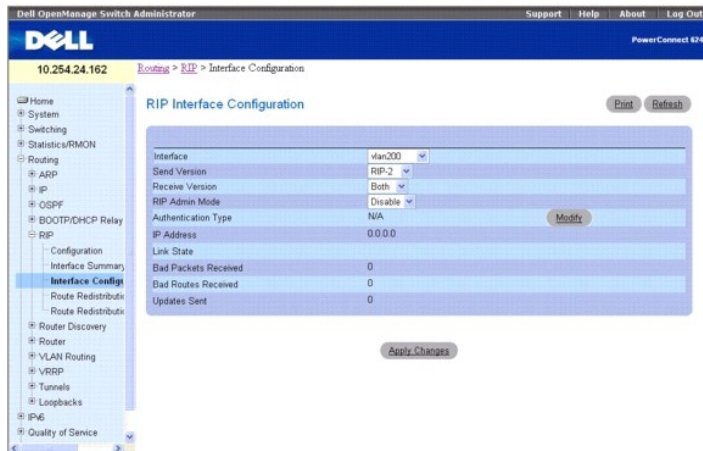 Dell OpenManage Switch Administrator
Support Help About Log Out
DELL
PowerConnect 624
10.254.24.162
Routing > RIP > Interface Configuration
Home
System
Switching
Statistics/RMON
Routing
ARP
IP
OSPF
BOOTP/DHCP Relay
RIP
Configuration
Interface Summary
Interface Configu
Route Redistributio
Route Redistributio
Router Discovery
Router
VLAN Routing
VRRP
Tunnels
Loopbacks
IPv6
Quality of Service
RIP Interface Configuration
Print Refresh
Interface vlan200
Send Version RIP-2
Receive Version Both
RIP Admin Mode Disable
Authentication Type N/A Modify
IP Address 0.0.0.0
Link State
Bad Packets Received 0
Bad Routes Received 0
Updates Sent 0
Apply Changes